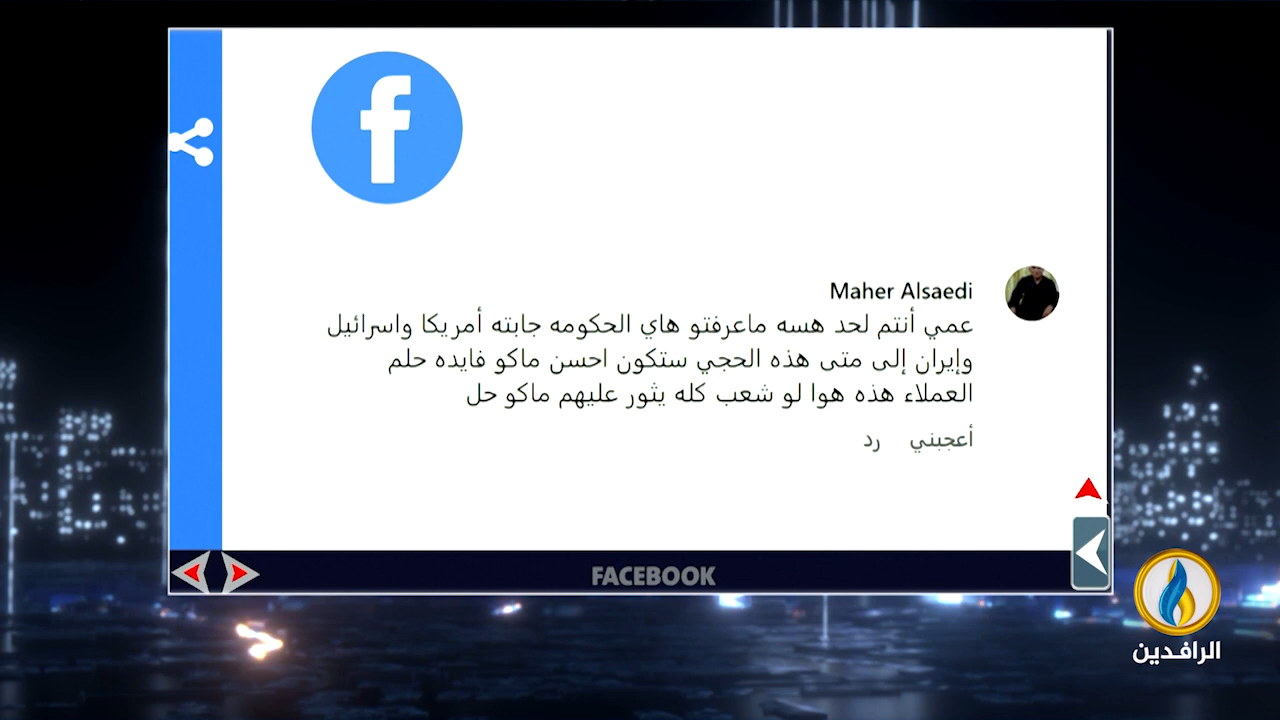 Maher Alsaedi
عمي أنتم لحد هسه ماعرفتو هاي الحكومه جابته أمريكا واسرائيل
وإيران إلى متى هذه الحجي ستكون احسن ماكو فايده حلم
العملاء هذه هوا لو شعب كله يثور عليهم ماكو حل
أعجبني رد
FACEBOOK
الرافدين